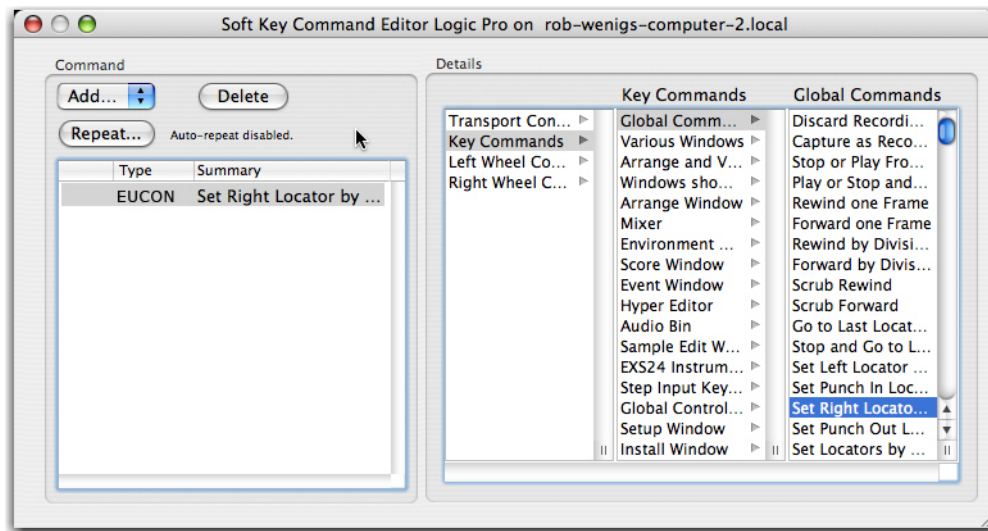 Soft Key Command Editor Logic Pro on rob-wenigs-computer-2.local
Command
Add...
Delete
Repeat...
Auto-repeat disabled.
Type Summary
EUCON Set Right Locator by ...
Details
Key Commands
Global Commands
Transport Con...
Key Commands
Left Wheel Co...
Right Wheel C...
Global Comm...
Various Windows
Arrange and V...
Windows sho...
Arrange Window
Mixer
Environment ...
Score Window
Event Window
Hyper Editor
Audio Bin
Sample Edit W...
EXS24 Instrum...
Step Input Key...
Global Control...
Setup Window
Install Window
Discard Recordi...
Capture as Reco...
Stop or Play Fro...
Play or Stop and...
Rewind one Frame
Forward one Frame
Rewind by Divisi...
Forward by Divis...
Scrub Rewind
Scrub Forward
Go to Last Locat...
Stop and Go to L...
Set Left Locator ...
Set Punch In Loc...
Set Right Locato...
Set Punch Out L...
Set Locators by ...